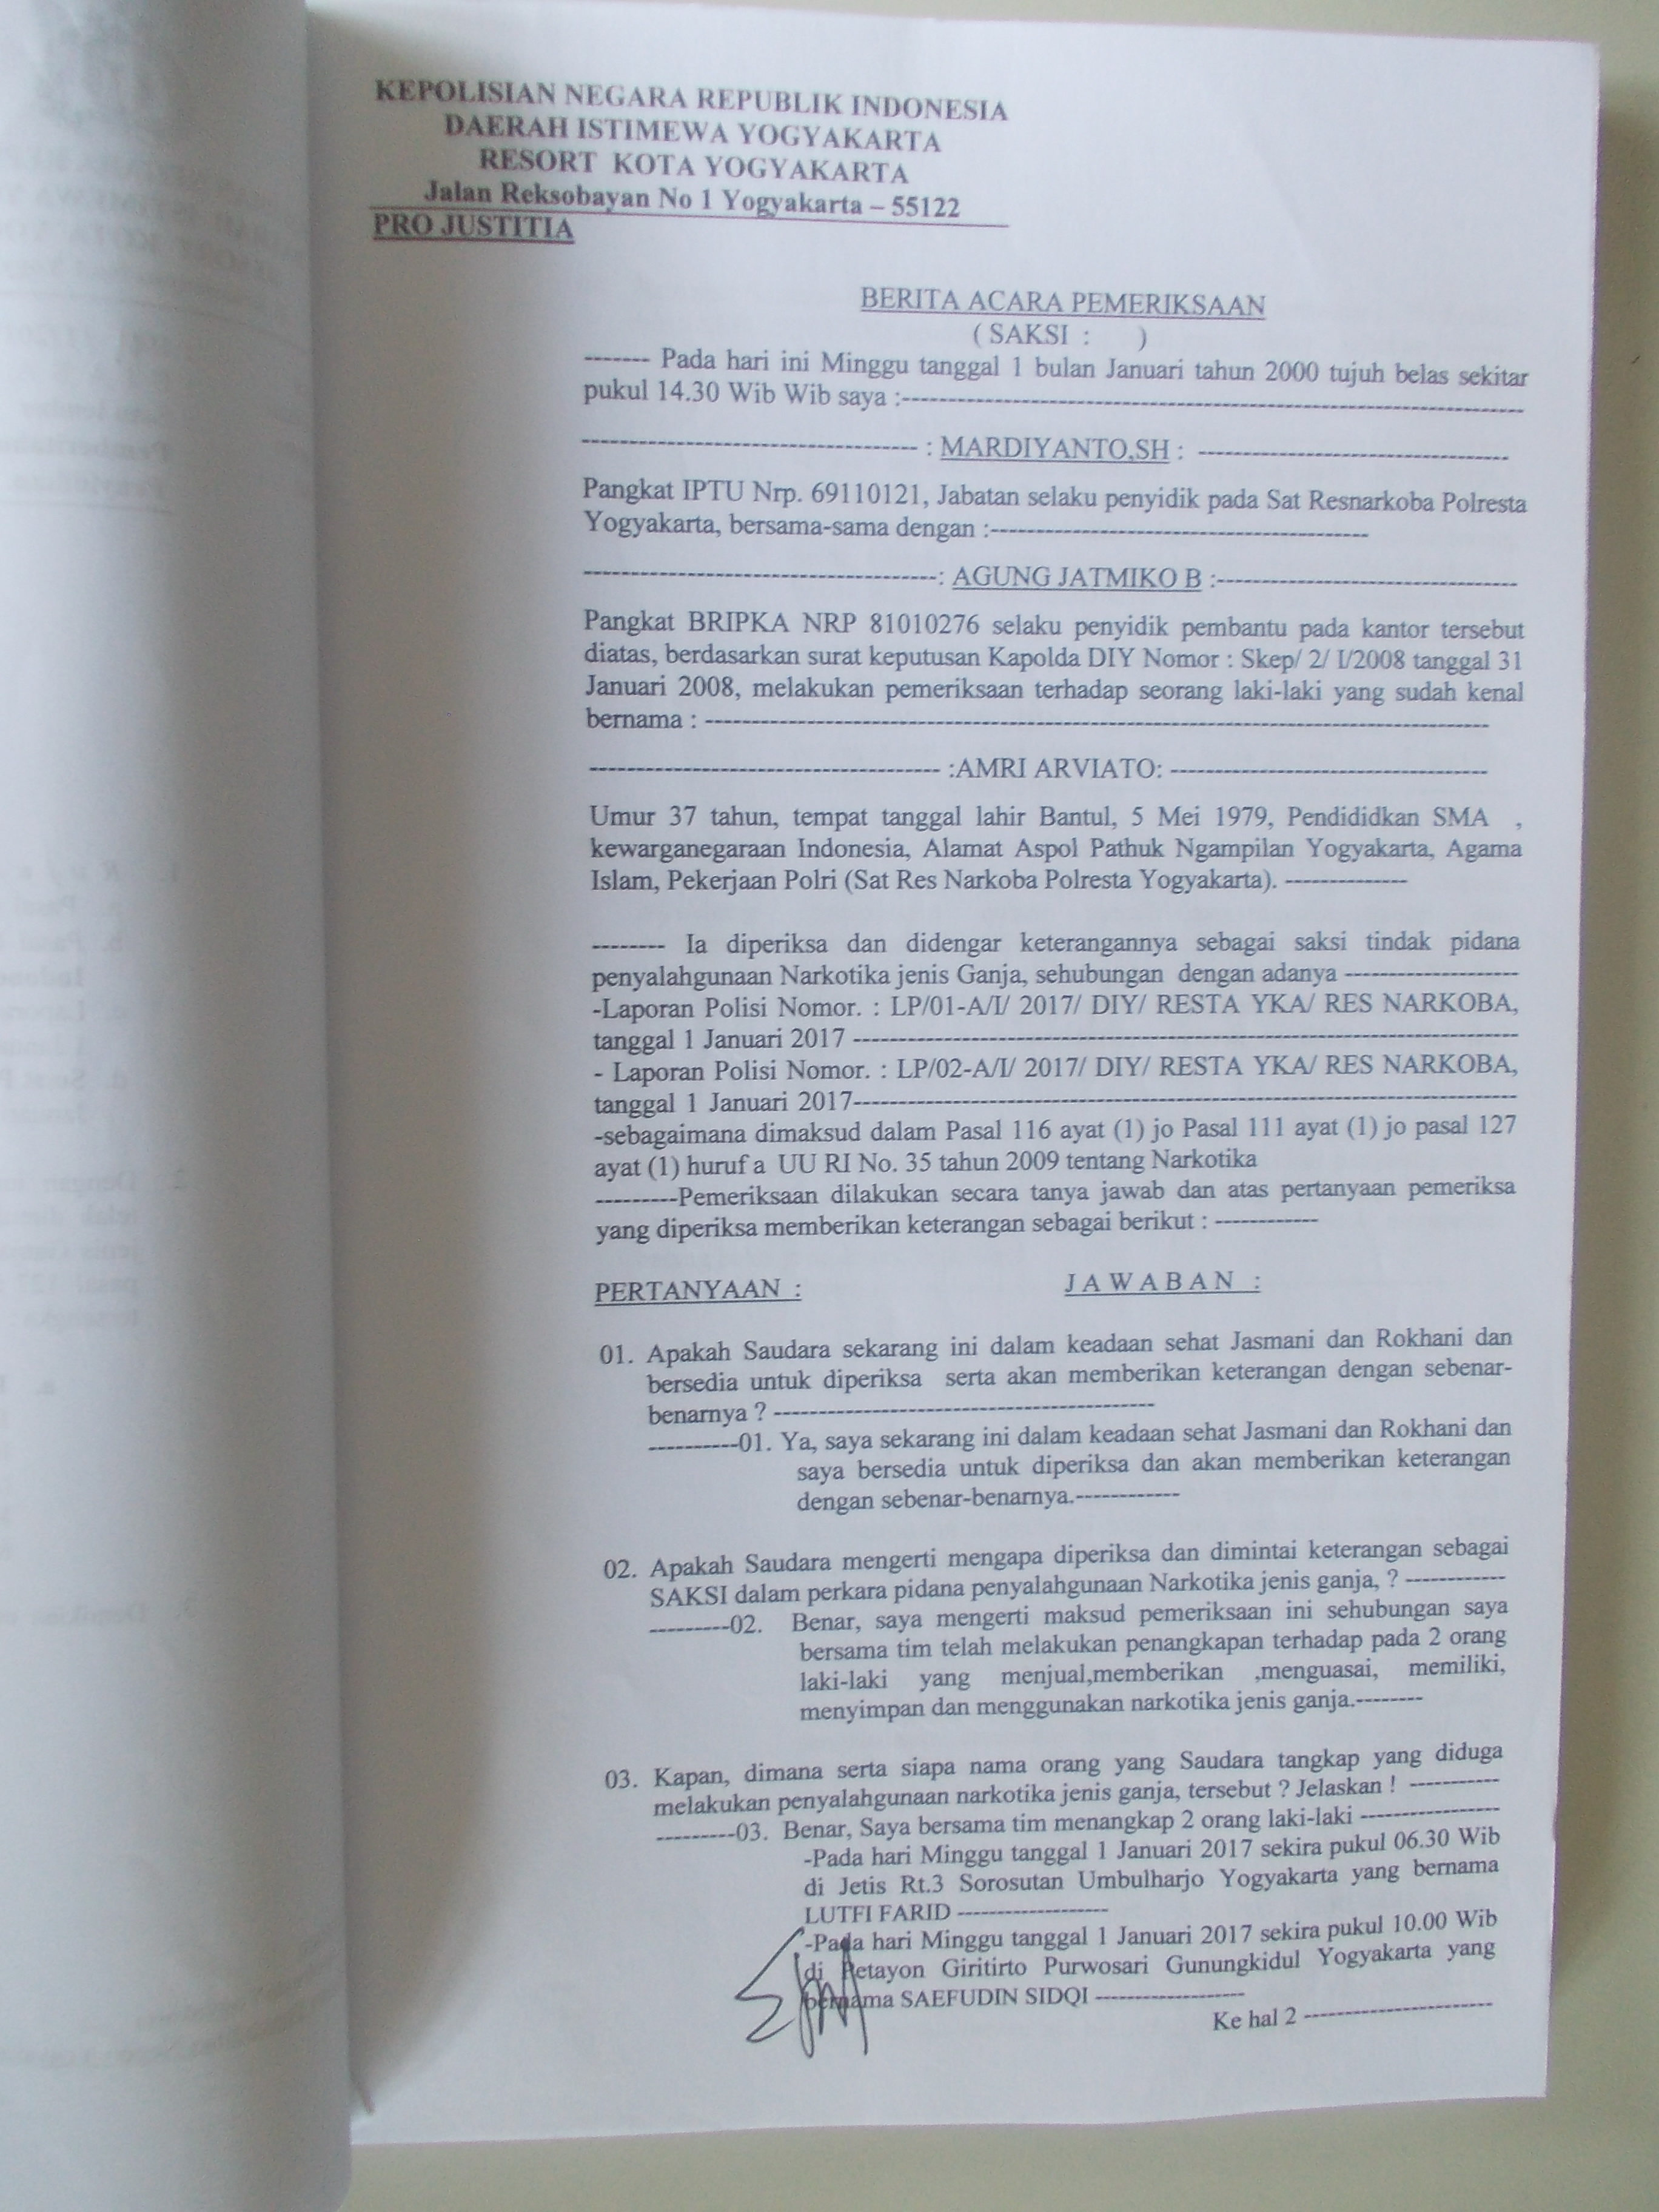 KEPOLISIAN NEGARA REPUBLIK INDONESIA
DAERAH ISTIMEWA YOGYAKARTA
RESORT KOTA YOGYAKARTA
Jalan Reksobayan No 1 Yogyakarta – 55122
PRO JUSTITIA
BERITA ACARA PEMERIKSAAN
( SAKSI : )
------- Pada hari ini Minggu tanggal 1 bulan Januari tahun 2000 tujuh belas sekitar
pukul 14.30 Wib Wib saya :--------------------
-------------------- : MARDIYANTO,SH : --------------------
Pangkat IPTU Nrp. 69110121, Jabatan selaku penyidik pada Sat Resnarkoba Polresta
Yogyakarta, bersama-sama dengan :--------------------
--------------------: AGUNG JATMIKO B :--------------------
Pangkat BRIPKA NRP 81010276 selaku penyidik pembantu pada kantor tersebut
diatas, berdasarkan surat keputusan Kapolda DIY Nomor : Skep/ 2/ I/2008 tanggal 31
Januari 2008, melakukan pemeriksaan terhadap seorang laki-laki yang sudah kenal
bernama : --------------------
-------------------- :AMRI ARVIATO: --------------------
Umur 37 tahun, tempat tanggal lahir Bantul, 5 Mei 1979, Pendididkan SMA ,
kewarganegaraan Indonesia, Alamat Aspol Pathuk Ngampilan Yogyakarta, Agama
Islam, Pekerjaan Polri (Sat Res Narkoba Polresta Yogyakarta). --------------
-------- Ia diperiksa dan didengar keterangannya sebagai saksi tindak pidana
penyalahgunaan Narkotika jenis Ganja, sehubungan dengan adanya --------------------
-Laporan Polisi Nomor. : LP/01-A/I/ 2017/ DIY/ RESTA YKA/ RES NARKOBA,
tanggal 1 Januari 2017 --------------------
- Laporan Polisi Nomor. : LP/02-A/I/ 2017/ DIY/ RESTA YKA/ RES NARKOBA,
tanggal 1 Januari 2017--------------------
-sebagaimana dimaksud dalam Pasal 116 ayat (1) jo Pasal 111 ayat (1) jo pasal 127
ayat (1) huruf a UU RI No. 35 tahun 2009 tentang Narkotika
---------Pemeriksaan dilakukan secara tanya jawab dan atas pertanyaan pemeriksa
yang diperiksa memberikan keterangan sebagai berikut : ------------
PERTANYAAN : J A W A B A N :
01. Apakah Saudara sekarang ini dalam keadaan sehat Jasmani dan Rokhani dan
bersedia untuk diperiksa serta akan memberikan keterangan dengan sebenar-
benarnya ? --------------------
----------01. Ya, saya sekarang ini dalam keadaan sehat Jasmani dan Rokhani dan
saya bersedia untuk diperiksa dan akan memberikan keterangan
dengan sebenar-benarnya.------------
02. Apakah Saudara mengerti mengapa diperiksa dan dimintai keterangan sebagai
SAKSI dalam perkara pidana penyalahgunaan Narkotika jenis ganja, ? ------------
---------02. Benar, saya mengerti maksud pemeriksaan ini sehubungan saya
bersama tim telah melakukan penangkapan terhadap pada 2 orang
laki-laki yang menjual,memberikan ,menguasai, memiliki,
menyimpan dan menggunakan narkotika jenis ganja.--------
03. Kapan, dimana serta siapa nama orang yang Saudara tangkap yang diduga
melakukan penyalahgunaan narkotika jenis ganja, tersebut ? Jelaskan ! -----------
---------03. Benar, Saya bersama tim menangkap 2 orang laki-laki ----------------
-Pada hari Minggu tanggal 1 Januari 2017 sekira pukul 06.30 Wib
di Jetis Rt.3 Sorosutan Umbulharjo Yogyakarta yang bernama
LUTFI FARID ------------------
-Pada hari Minggu tanggal 1 Januari 2017 sekira pukul 10.00 Wib
di Petayon Giritirto Purwosari Gunungkidul Yogyakarta yang
bernama SAEFUDIN SIDQI ------------------
Ke hal 2 --------------------